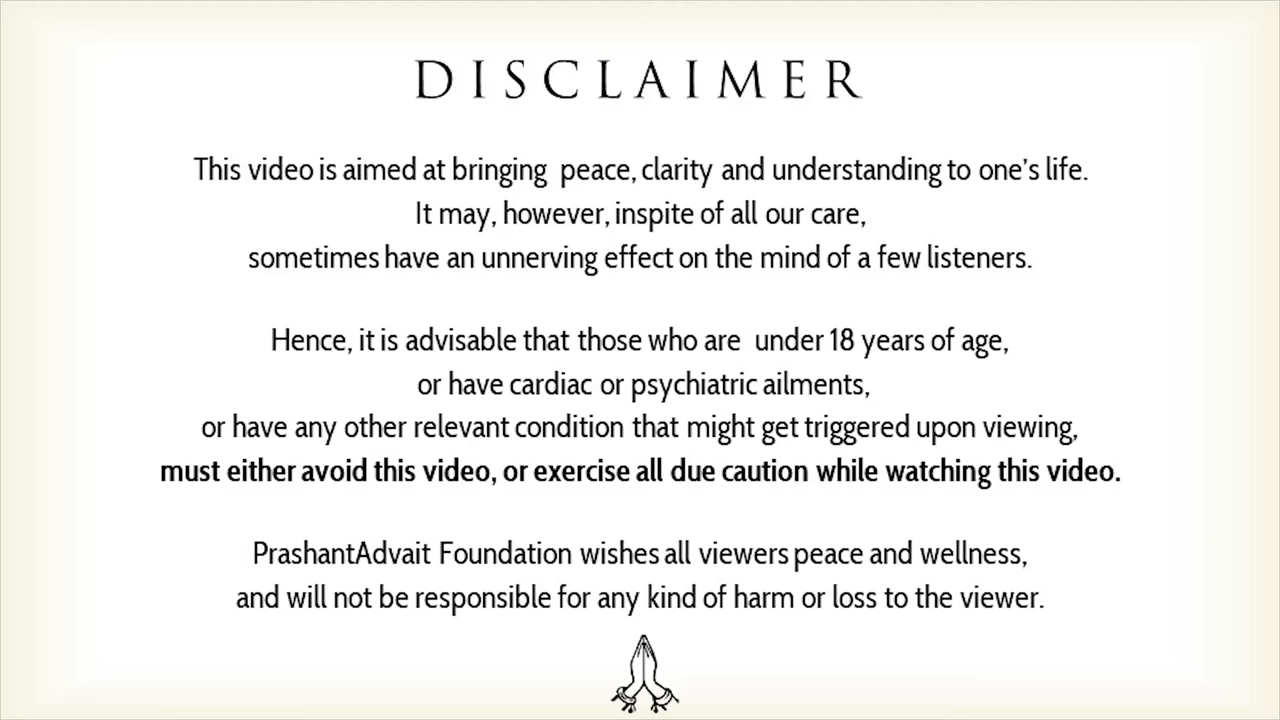 DISCLAIMER
This video is aimed at bringing peace, clarity and understanding to one's life.
It may, however, inspite of all our care,
sometimes have an unnerving effect on the mind of a few listeners.
Hence, it is advisable that those who are under 18 years of age,
or have cardiac or psychiatric ailments,
or have any other relevant condition that might get triggered upon viewing,
must either avoid this video, or exercise all due caution while watching this video.
PrashantAdvait Foundation wishes all viewers peace and wellness,
and will not be responsible for any kind of harm or loss to the viewer.